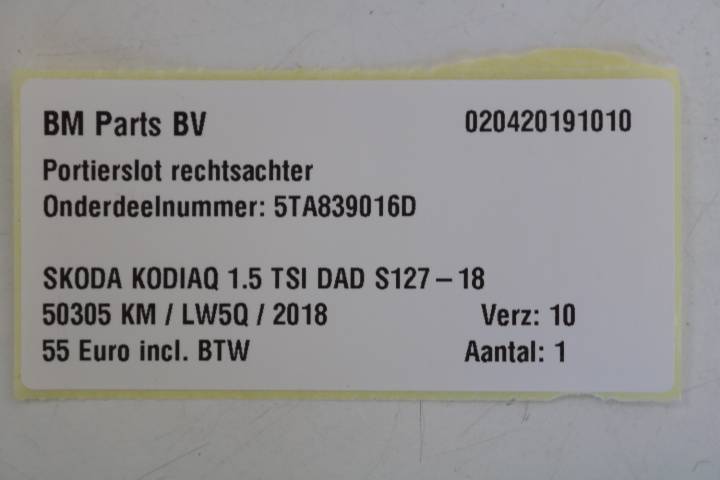 BM Parts BV 020420191010
Portierslot rechtsachter
Onderdeelnummer: 5TA839016D
SKODA KODIAQ 1.5 TSI DAD S127 – 18
50305 KM / LW5Q / 2018 Verz: 10
55 Euro incl. BTW Aantal: 1